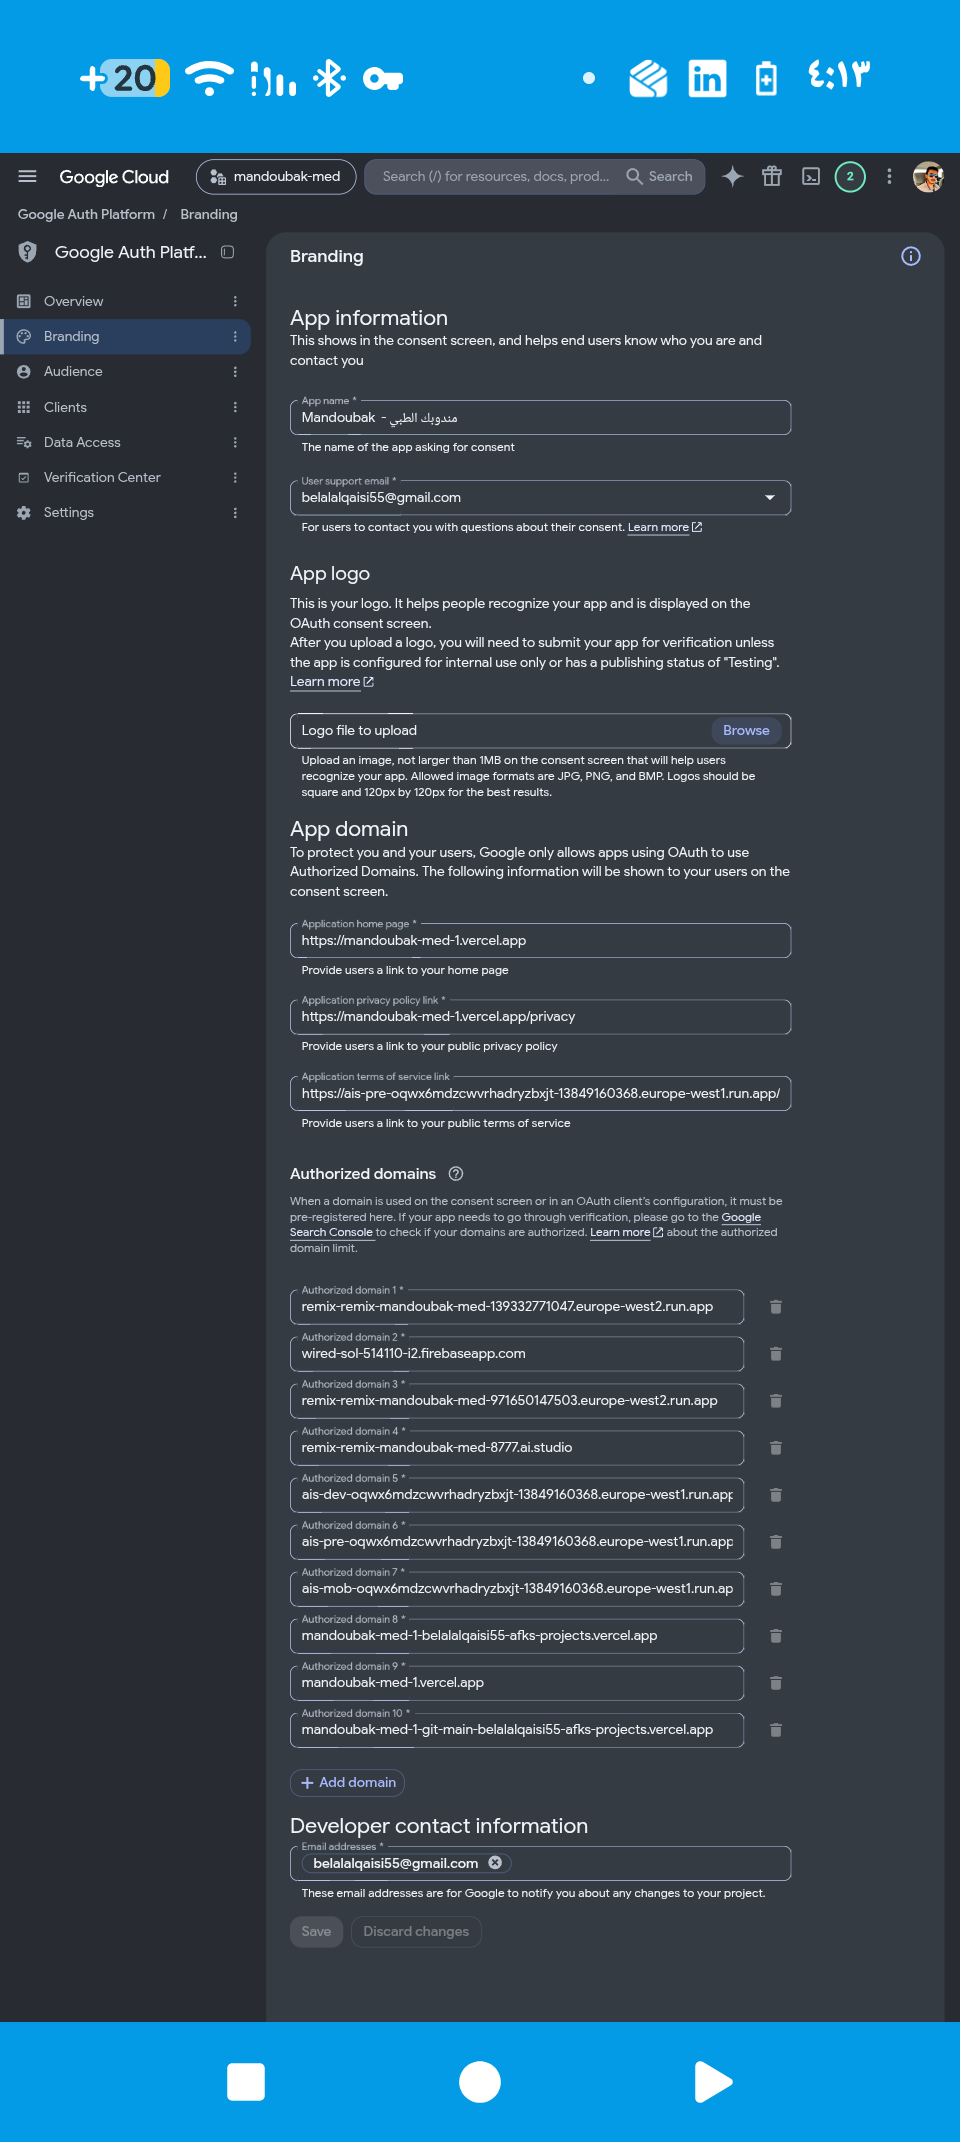 +20
٤:١٣
Google Cloud
mandoubak-med
Search (/) for resources, docs, prod...
Search
2
Google Auth Platform / Branding
Google Auth Platf...
Overview
Branding
Audience
Clients
Data Access
Verification Center
Settings
Branding
App information
This shows in the consent screen, and helps end users know who you are and
contact you
App name *
Mandoubak - مندوبك الطبي
The name of the app asking for consent
User support email *
belalalqaisi55@gmail.com
For users to contact you with questions about their consent. Learn more
App logo
This is your logo. It helps people recognize your app and is displayed on the
OAuth consent screen.
After you upload a logo, you will need to submit your app for verification unless
the app is configured for internal use only or has a publishing status of "Testing".
Learn more
Logo file to upload
Browse
Upload an image, not larger than 1MB on the consent screen that will help users
recognize your app. Allowed image formats are JPG, PNG, and BMP. Logos should be
square and 120px by 120px for the best results.
App domain
To protect you and your users, Google only allows apps using OAuth to use
Authorized Domains. The following information will be shown to your users on the
consent screen.
Application home page *
https://mandoubak-med-1.vercel.app
Provide users a link to your home page
Application privacy policy link *
https://mandoubak-med-1.vercel.app/privacy
Provide users a link to your public privacy policy
Application terms of service link
https://ais-pre-oqwx6mdzcwvrhadryzbxjt-13849160368.europe-west1.run.app/
Provide users a link to your public terms of service
Authorized domains
When a domain is used on the consent screen or in an OAuth client's configuration, it must be
pre-registered here. If your app needs to go through verification, please go to the Google
Search Console to check if your domains are authorized. Learn more about the authorized
domain limit.
Authorized domain 1 *
remix-remix-mandoubak-med-139332771047.europe-west2.run.app
Authorized domain 2 *
wired-sol-514110-i2.firebaseapp.com
Authorized domain 3 *
remix-remix-mandoubak-med-971650147503.europe-west2.run.app
Authorized domain 4 *
remix-remix-mandoubak-med-8777.ai.studio
Authorized domain 5 *
ais-dev-oqwx6mdzcwvrhadryzbxjt-13849160368.europe-west1.run.app
Authorized domain 6 *
ais-pre-oqwx6mdzcwvrhadryzbxjt-13849160368.europe-west1.run.app
Authorized domain 7 *
ais-mob-oqwx6mdzcwvrhadryzbxjt-13849160368.europe-west1.run.ap
Authorized domain 8 *
mandoubak-med-1-belalalqaisi55-afks-projects.vercel.app
Authorized domain 9 *
mandoubak-med-1.vercel.app
Authorized domain 10 *
mandoubak-med-1-git-main-belalalqaisi55-afks-projects.vercel.app
+ Add domain
Developer contact information
Email addresses *
belalalqaisi55@gmail.com
These email addresses are for Google to notify you about any changes to your project.
Save
Discard changes